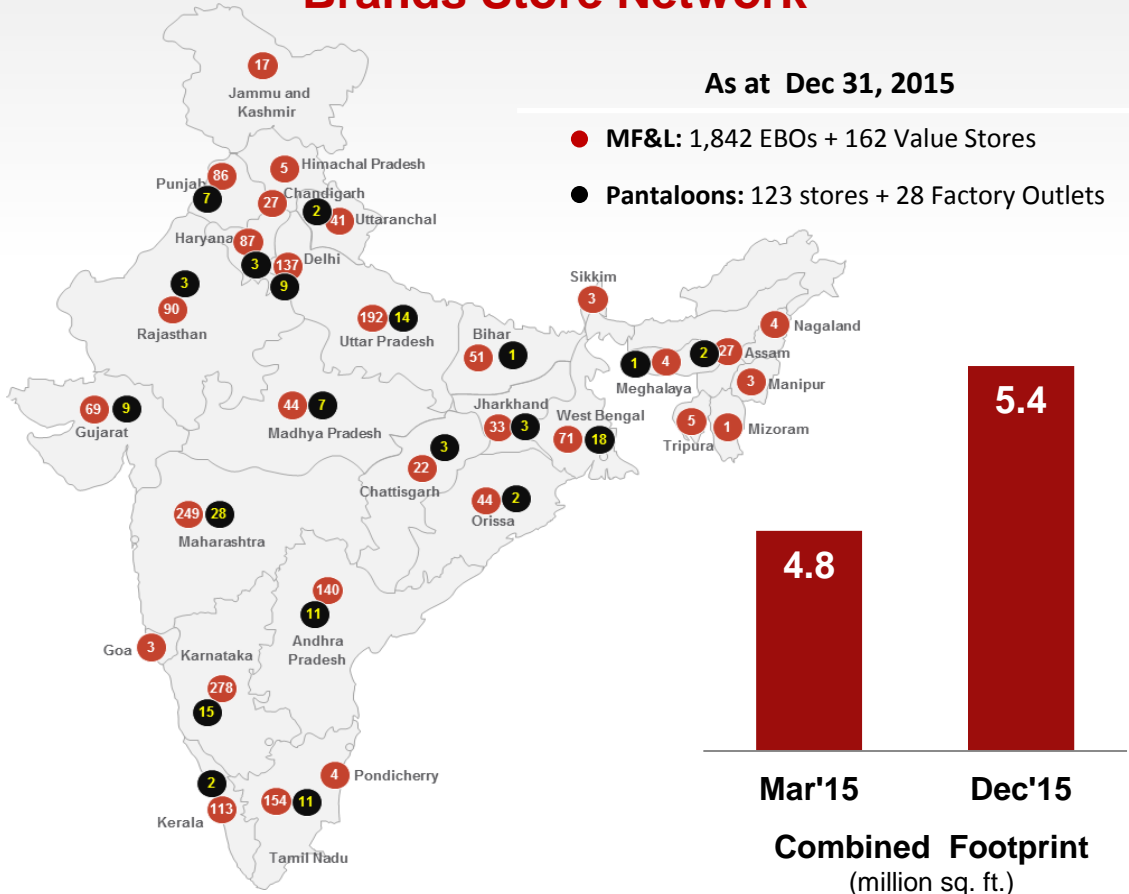 Brands Store Network
As at Dec 31, 2015
MF&L: 1,842 EBOs + 162 Value Stores
Pantaloons: 123 stores + 28 Factory Outlets
17
Jammu and
Kashmir
5 Himachal Pradesh
86
Punjab
7
Chandigarh
27
2
41 Uttaranchal
Haryana 87
3
Delhi
137
9
3
90
Rajasthan
192 14
Uttar Pradesh
Bihar
51 1
Sikkim
3
4 Nagaland
2 27 Assam
1 4
Meghalaya
3 Manipur
5
Tripura
1 Mizoram
69 9
Gujarat
44 7
Madhya Pradesh
Jharkhand
33 3
West Bengal
71 18
3
22
Chattisgarh
44 2
Orissa
249 28
Maharashtra
140
11
Andhra
Pradesh
Goa 3
Karnataka
278
15
4 Pondicherry
2
113
Kerala
154 11
Tamil Nadu
4.8
5.4
Mar'15
Dec'15
Combined Footprint
(million sq. ft.)